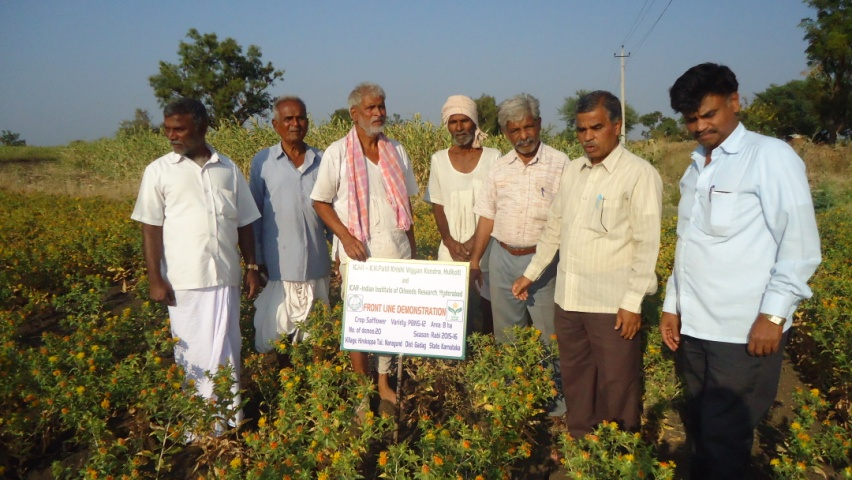 ICAR - K.H.Patil Krishi Vigyan Kendra, Hulkoti
and
ICAR -Indian Institute of Oilseeds Research, Hyderabad
FRONT LINE DEMONSTRATION
Crop: Safflower Variety: PBNS-12 Area: 8 ha
No. of demos:20 Season: Rabi 2015-16
Village: Hirekoppa Tal. Naragund Dist: Gadag State: Karnataka